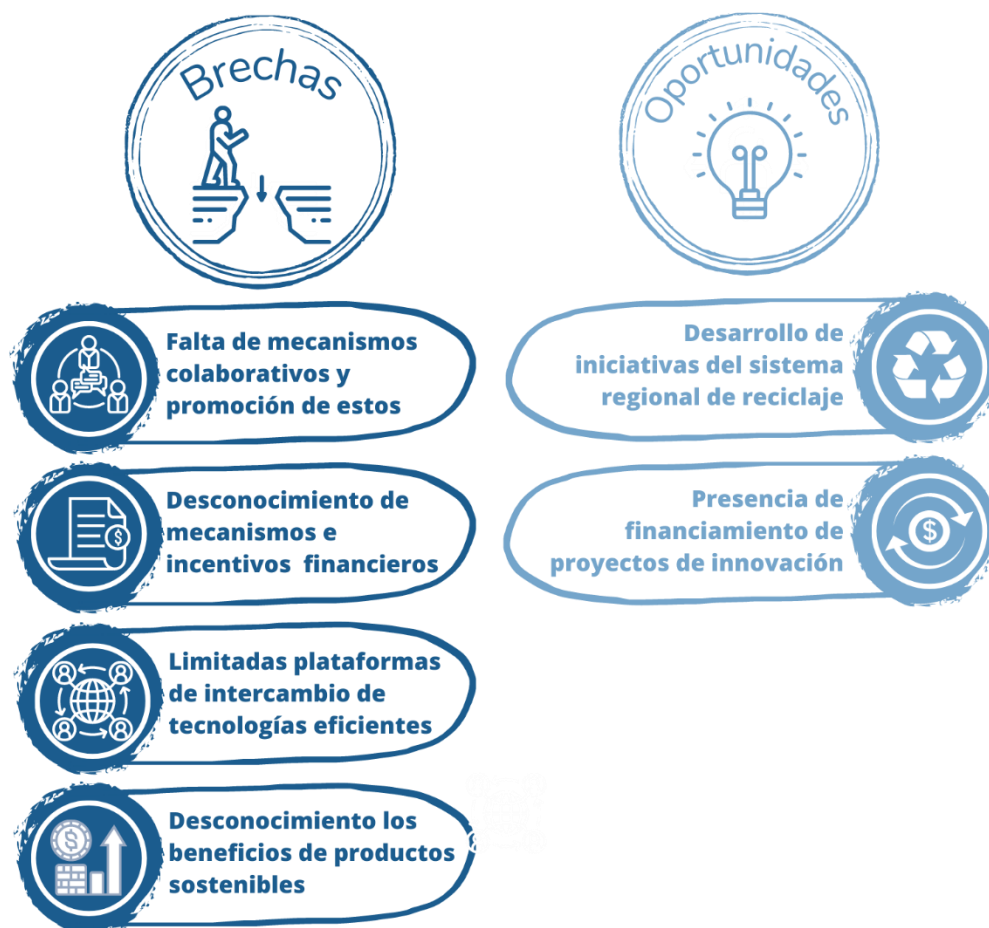 Brechas
Falta de mecanismos
colaborativos y
promoción de estos
Desconocimiento de
mecanismos e
incentivos financieros
Limitadas plataformas
de intercambio de
tecnologías eficientes
Desconocimiento los
beneficios de productos
sostenibles
Oportunidades
Desarrollo de
iniciativas del sistema
regional de reciclaje
Presencia de
financiamiento de
proyectos de innovación